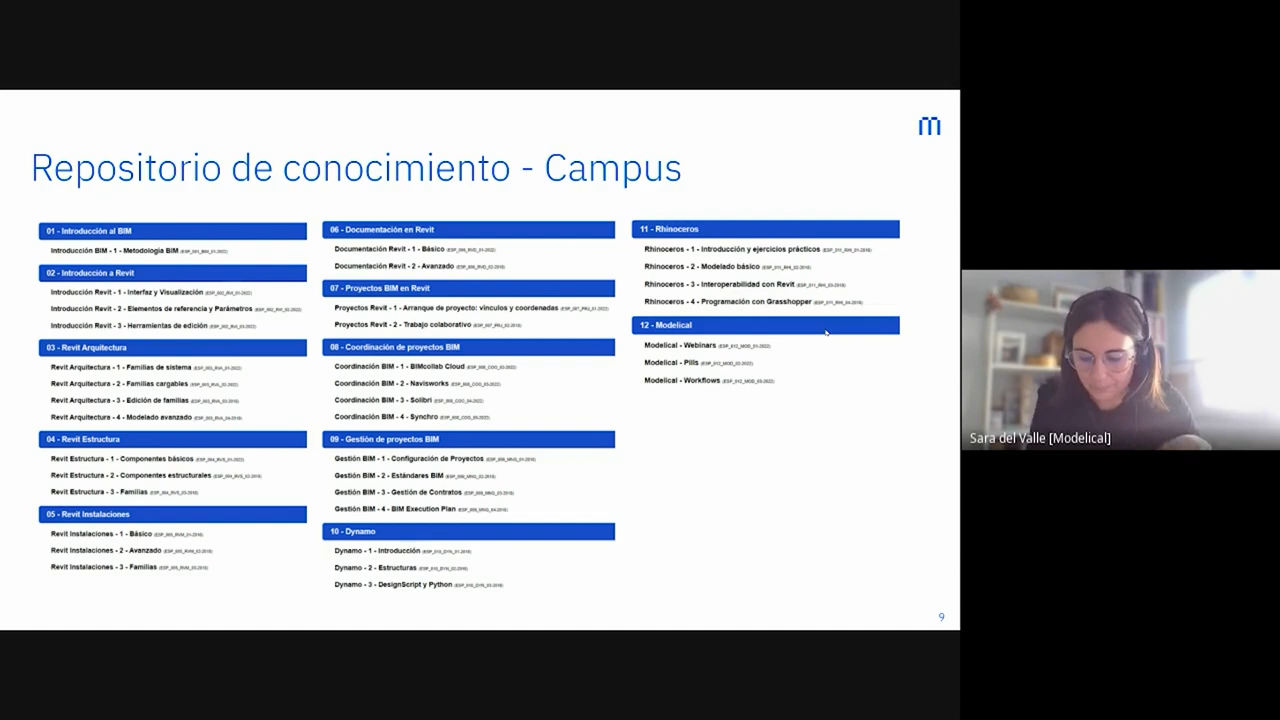 Repositorio de conocimiento - Campus
01 - Introducción al BIM
Introducción BIM - 1 - Metodología BIM
02 - Introducción a Revit
Introducción Revit - 1 - Interfaz y Visualización
Introducción Revit - 2 - Elementos de referencia y Parámetros
Introducción Revit - 3 - Herramientas de edición
03 - Revit Arquitectura
Revit Arquitectura - 1 - Familias de sistema
Revit Arquitectura - 2 - Familias cargables
Revit Arquitectura - 3 - Edición de familias
Revit Arquitectura - 4 - Modelado avanzado
04 - Revit Estructura
Revit Estructura - 1 - Componentes básicos
Revit Estructura - 2 - Componentes estructurales
Revit Estructura - 3 - Familias
05 - Revit Instalaciones
Revit Instalaciones - 1 - Básico
Revit Instalaciones - 2 - Avanzado
Revit Instalaciones - 3 - Familias
06 - Documentación en Revit
Documentación Revit - 1 - Básico
Documentación Revit - 2 - Avanzado
07 - Proyectos BIM en Revit
Proyectos Revit - 1 - Arranque de proyecto: vínculos y coordenadas
Proyectos Revit - 2 - Trabajo colaborativo
08 - Coordinación de proyectos BIM
Coordinación BIM - 1 - BIMcollab Cloud
Coordinación BIM - 2 - Navisworks
Coordinación BIM - 3 - Solibri
Coordinación BIM - 4 - Synchro
09 - Gestión de proyectos BIM
Gestión BIM - 1 - Configuración de Proyectos
Gestión BIM - 2 - Estándares BIM
Gestión BIM - 3 - Gestión de Contratos
Gestión BIM - 4 - BIM Execution Plan
10 - Dynamo
Dynamo - 1 - Introducción
Dynamo - 2 - Estructuras
Dynamo - 3 - DesignScript y Python
11 - Rhinoceros
Rhinoceros - 1 - Introducción y ejercicios prácticos
Rhinoceros - 2 - Modelado básico
Rhinoceros - 3 - Interoperabilidad con Revit
Rhinoceros - 4 - Programación con Grasshopper
12 - Modelical
Modelical - Webinars
Modelical - Pills
Modelical - Workflows
9
Sara del Valle [Modelical]